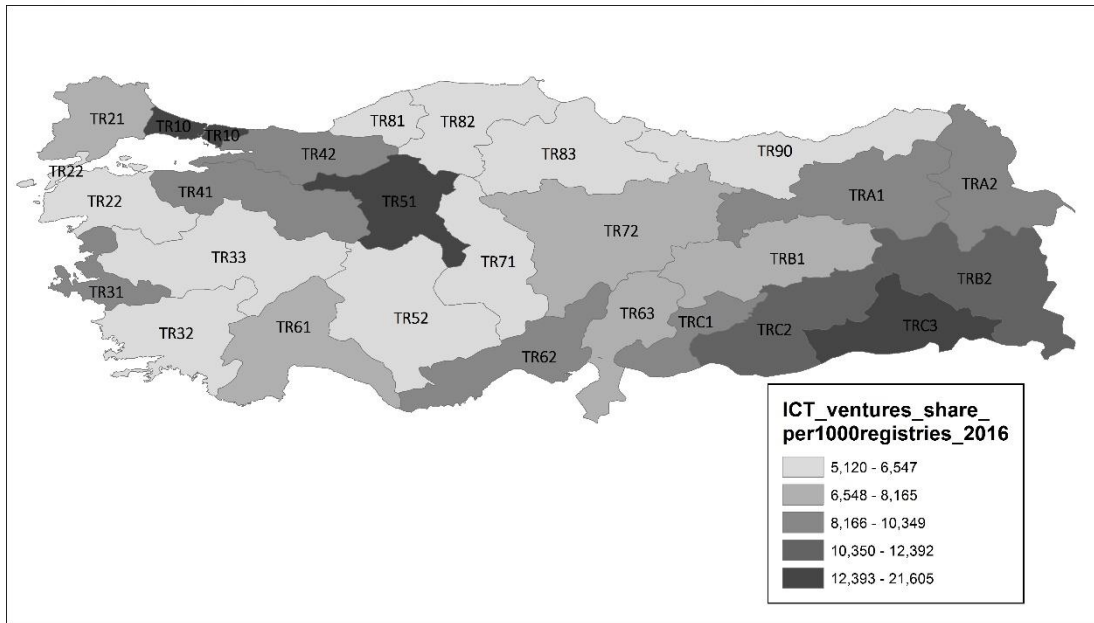 TR21
TR10
TR10
TR81
TR82
TR42
TR83
TR90
TR22
TR22
TR41
TR51
TRA1
TRA2
TR72
TR33
TR71
TRB1
TRB2
TR31
TR61
TR52
TR63
TRC1
TRC2
TRC3
TR32
TR62
ICT_ventures_share_
per1000registries_2016
5,120 - 6,547
6,548 - 8,165
8,166 - 10,349
10,350 - 12,392
12,393 - 21,605